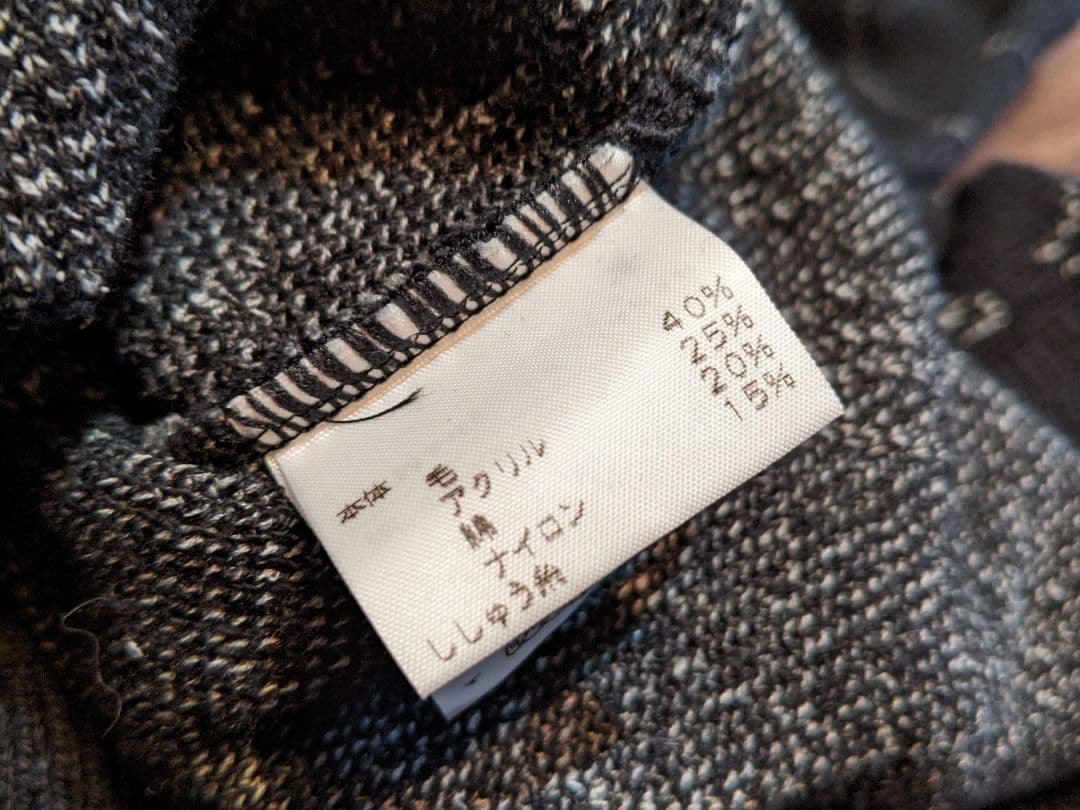 本体 毛 40%
アクリル 25%
綿 20%
ナイロン 15%
ししゅう糸